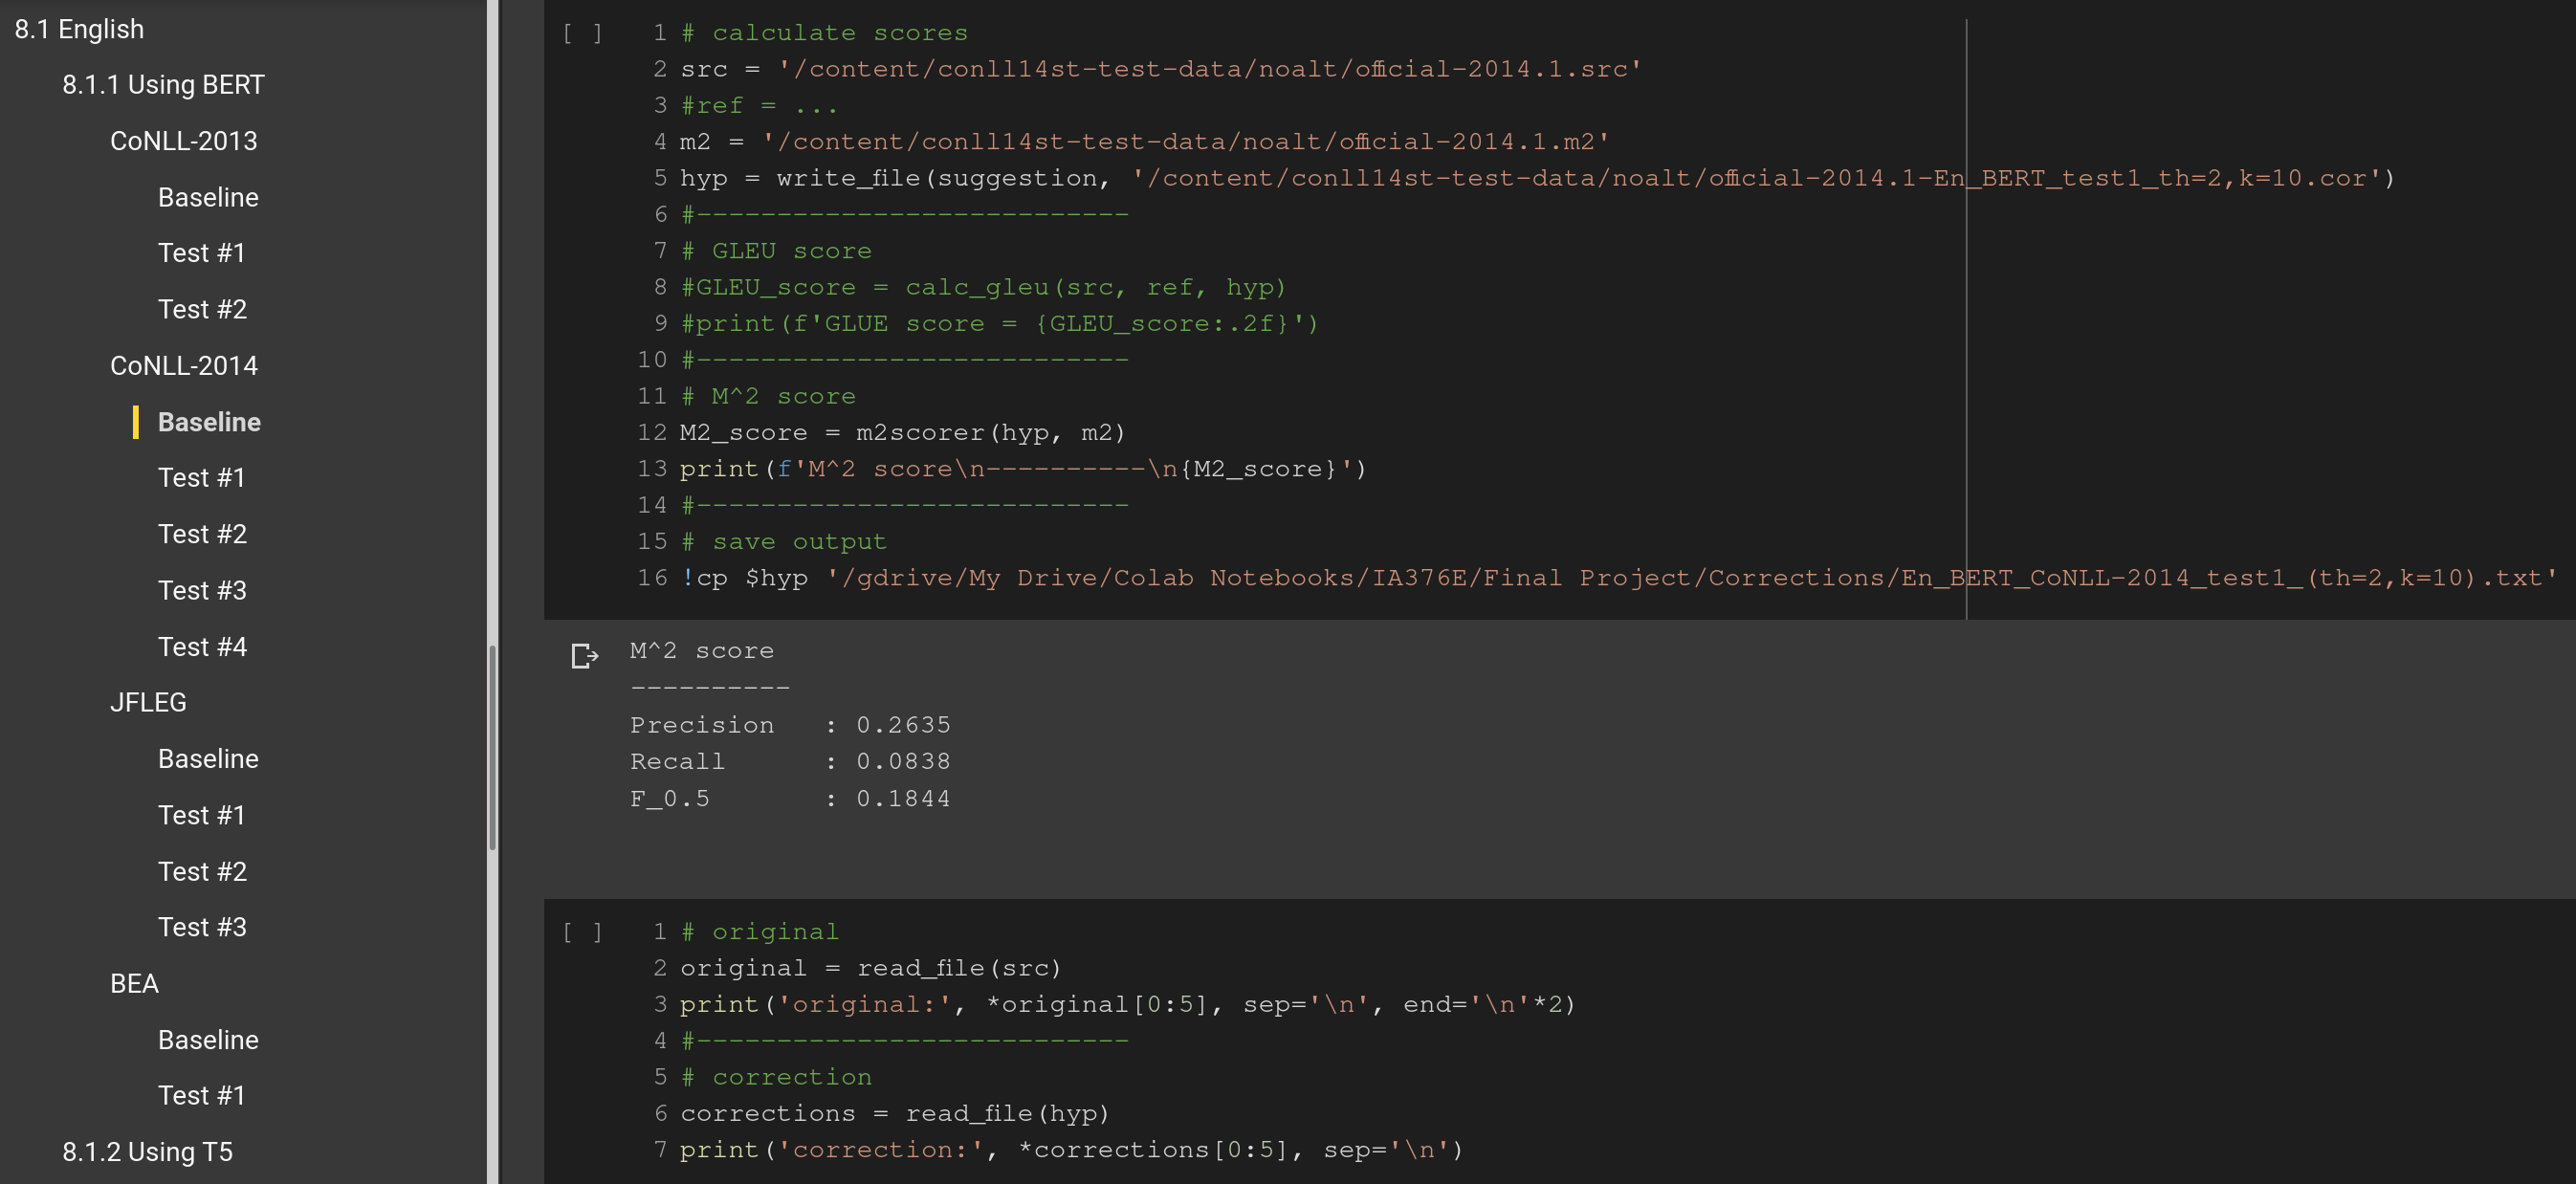 8.1 English
8.1.1 Using BERT
CoNLL-2013
Baseline
Test #1
Test #2
CoNLL-2014
Baseline
Test #1
Test #2
Test #3
Test #4
JFLEG
Baseline
Test #1
Test #2
Test #3
BEA
Baseline
Test #1
8.1.2 Using T5
[ ] 1 # calculate scores
2 src = '/content/conll14st-test-data/noalt/official-2014.1.src'
3 #ref = ...
4 m2 = '/content/conll14st-test-data/noalt/official-2014.1.m2'
5 hyp = write_file(suggestion, '/content/conll14st-test-data/noalt/official-2014.1-En_BERT_test1_th=2,k=10.cor')
6 #---------------------------
7 # GLEU score
8 #GLEU_score = calc_gleu(src, ref, hyp)
9 #print(f'GLUE score = {GLEU_score:.2f}')
10 #---------------------------
11 # M^2 score
12 M2_score = m2scorer(hyp, m2)
13 print(f'M^2 score\n----------\n{M2_score}')
14 #---------------------------
15 # save output
16 !cp $hyp '/gdrive/My Drive/Colab Notebooks/IA376E/Final Project/Corrections/En_BERT_CoNLL-2014_test1_(th=2,k=10).txt'
M^2 score
----------
Precision : 0.2635
Recall : 0.0838
F_0.5 : 0.1844
[ ] 1 # original
2 original = read_file(src)
3 print('original:', *original[0:5], sep='\n', end='\n'*2)
4 #---------------------------
5 # correction
6 corrections = read_file(hyp)
7 print('correction:', *corrections[0:5], sep='\n')